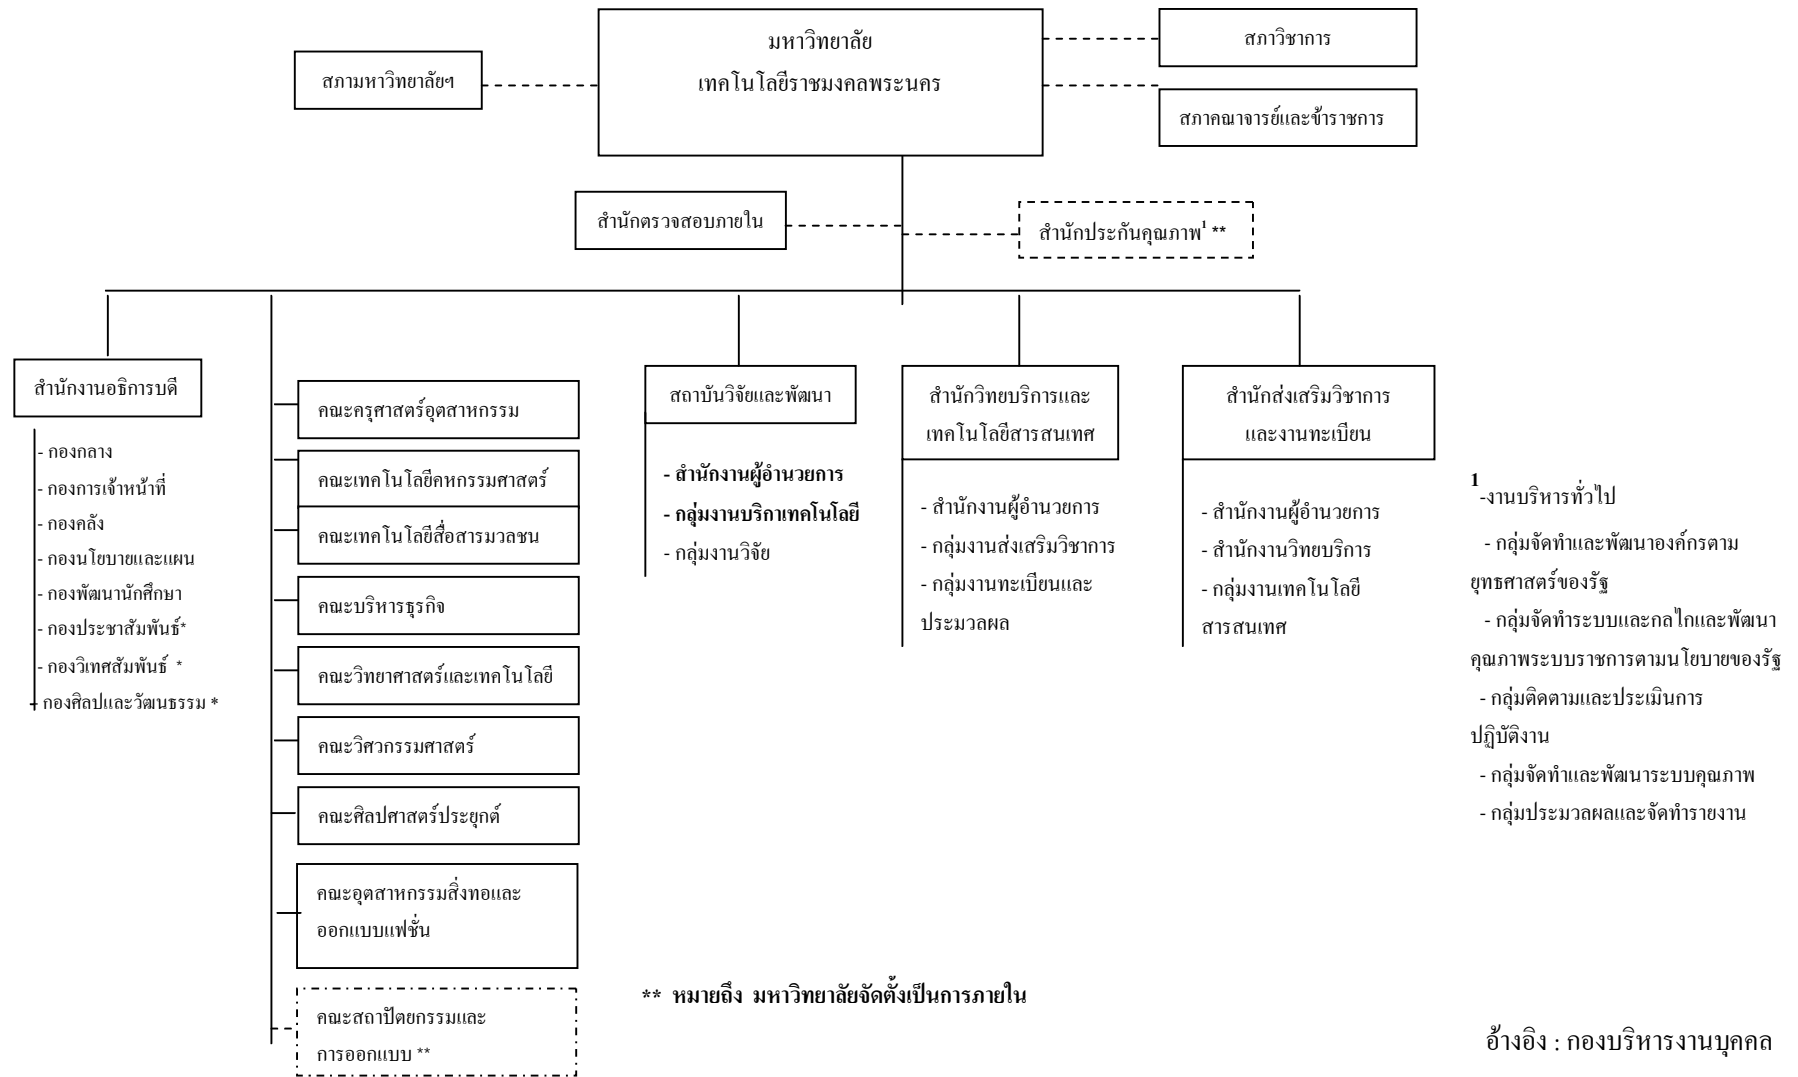 มหาวิทยาลัย
เทคโนโลยีราชมงคลพระนคร
สภามหาวิทยาลัยฯ
สภาวิชาการ
สภาคณาจารย์และข้าราชการ
สำนักตรวจสอบภายใน
สำนักประกันคุณภาพ1 **
สำนักงานอธิการบดี
- กองกลาง
- กองการเจ้าหน้าที่
- กองคลัง
- กองนโยบายและแผน
- กองพัฒนานักศึกษา
- กองประชาสัมพันธ์*
- กองวิเทศสัมพันธ์ *
- กองศิลปและวัฒนธรรม *
คณะครุศาสตร์อุตสาหกรรม
คณะเทคโนโลยีคหกรรมศาสตร์
คณะเทคโนโลยีสื่อสารมวลชน
คณะบริหารธุรกิจ
คณะวิทยาศาสตร์และเทคโนโลยี
คณะวิศวกรรมศาสตร์
คณะศิลปศาสตร์ประยุกต์
คณะอุตสาหกรรมสิ่งทอและ
ออกแบบแฟชั่น
คณะสถาปัตยกรรมและ
การออกแบบ **
สถาบันวิจัยและพัฒนา
- สำนักงานผู้อำนวยการ
- กลุ่มงานบริกาเทคโนโลยี
- กลุ่มงานวิจัย
สำนักวิทยบริการและ
เทคโนโลยีสารสนเทศ
- สำนักงานผู้อำนวยการ
- กลุ่มงานส่งเสริมวิชาการ
- กลุ่มงานทะเบียนและ
ประมวลผล
สำนักส่งเสริมวิชาการ
และงานทะเบียน
- สำนักงานผู้อำนวยการ
- สำนักงานวิทยบริการ
- กลุ่มงานเทคโนโลยี
สารสนเทศ
1-งานบริหารทั่วไป
- กลุ่มจัดทำและพัฒนาองค์กรตาม
ยุทธศาสตร์ของรัฐ
- กลุ่มจัดทำระบบและกลไกและพัฒนา
คุณภาพระบบราชการตามนโยบายของรัฐ
- กลุ่มติดตามและประเมินการ
ปฏิบัติงาน
- กลุ่มจัดทำและพัฒนาระบบคุณภาพ
- กลุ่มประมวลผลและจัดทำรายงาน
** หมายถึง มหาวิทยาลัยจัดตั้งเป็นการภายใน
อ้างอิง : กองบริหารงานบุคคล